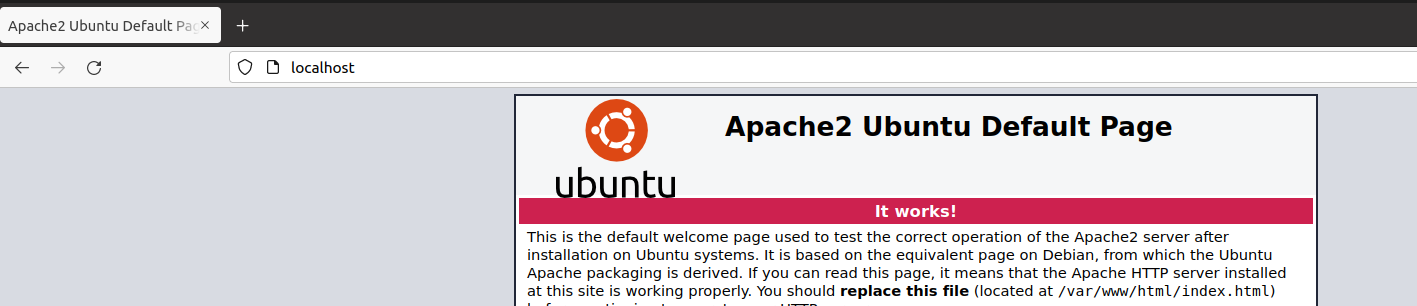 Apache2 Ubuntu Default Pa
localhost
Apache2 Ubuntu Default Page
ubuntu
It works!
This is the default welcome page used to test the correct operation of the Apache2 server after
installation on Ubuntu systems. It is based on the equivalent page on Debian, from which the Ubuntu
Apache packaging is derived. If you can read this page, it means that the Apache HTTP server installed
at this site is working properly. You should replace this file (located at /var/www/html/index.html)